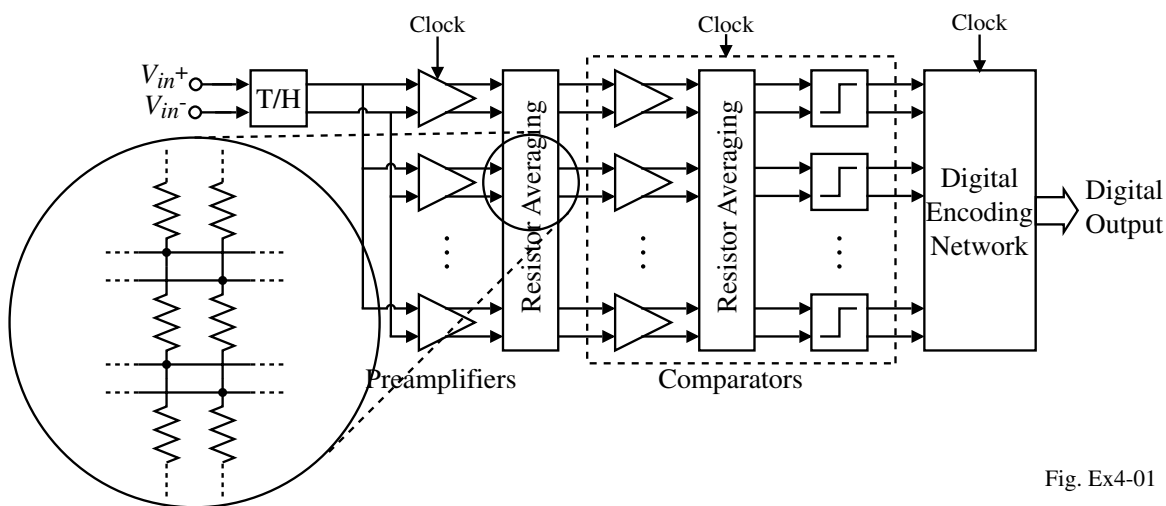 Clock
Clock
Clock
Vin+
Vin-
T/H
Resistor Averaging
Resistor Averaging
Digital
Encoding
Network
Digital
Output
Preamplifiers
Comparators
Fig. Ex4-01